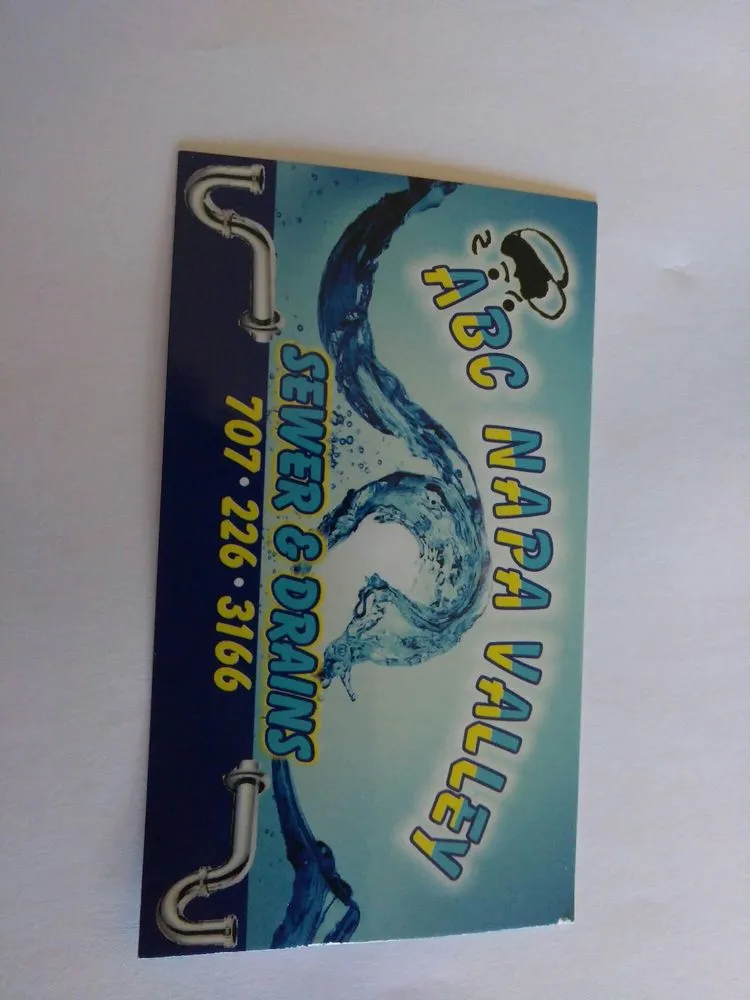 ABC NAPA VALLEY
SEWER & DRAINS
707·226·3166